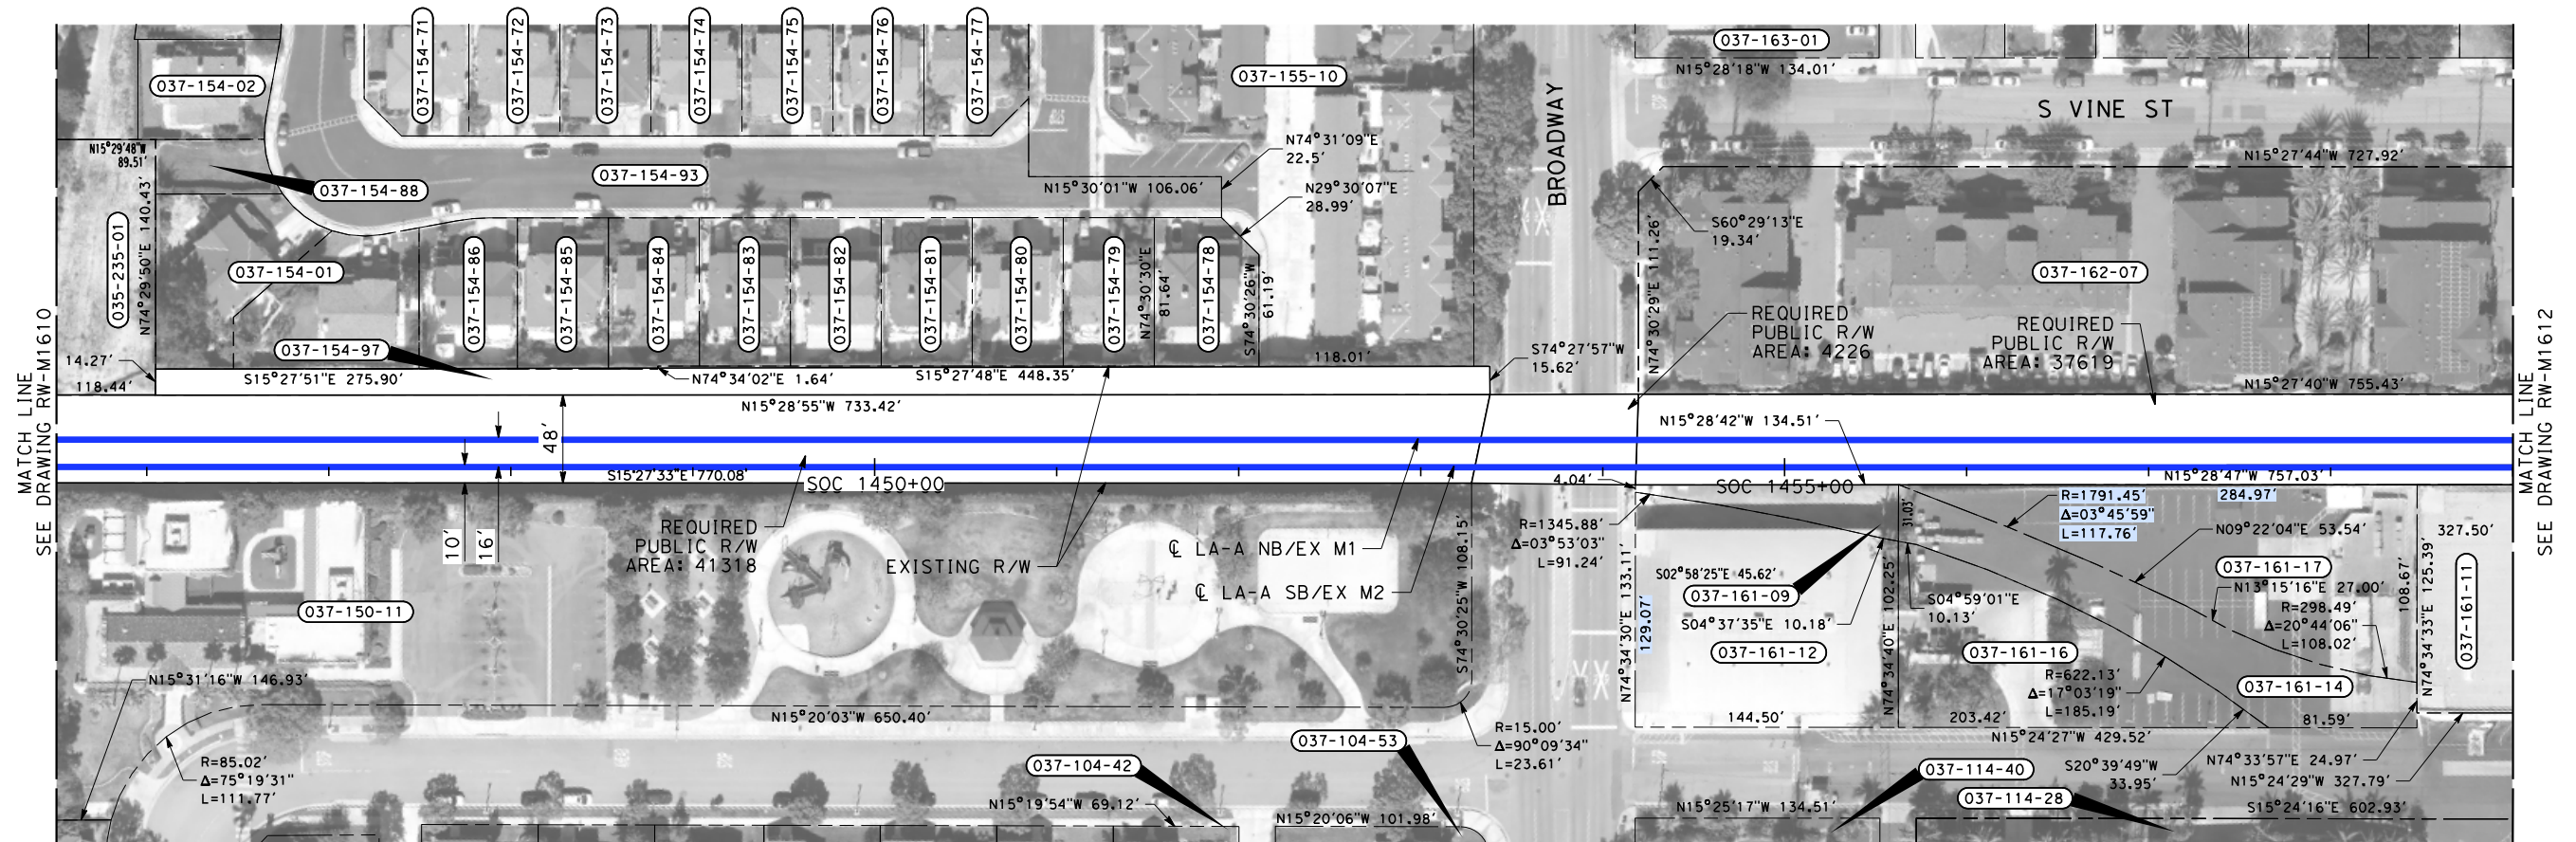 037-154-71
037-154-72
037-154-73
037-154-74
037-154-75
037-154-76
037-154-77
037-154-02
037-155-10
BROADWAY
037-163-01
N15°28'18"W 134.01'
S VINE ST
N15°27'44"W 727.92'
N15°29'48"W
89.51'
037-154-88
037-154-93
N74°31'09"E
22.5'
N15°30'01"W 106.06'
N29°30'07"E
28.99'
S60°29'13"E
19.34'
035-235-01
N74°29'50"E 140.43'
037-154-01
037-154-86
037-154-85
037-154-84
037-154-83
037-154-82
037-154-81
037-154-80
037-154-79
N74°30'30"E
81.64'
037-154-78
S74°30'26"W
61.19'
N74°30'29"E 111.26'
037-162-07
REQUIRED
PUBLIC R/W
AREA: 4226
REQUIRED
PUBLIC R/W
AREA: 37619
MATCH LINE
SEE DRAWING RW-M1610
037-154-97
14.27'
118.44'
S15°27'51"E 275.90'
N74°34'02"E 1.64'
S15°27'48"E 448.35'
118.01'
S74°27'57"W
15.62'
N15°27'40"W 755.43'
MATCH LINE
SEE DRAWING RW-M1612
N15°28'55"W 733.42'
N15°28'42"W 134.51'
48'
S15°27'33"E 770.08'
SOC 1450+00
4.04'
SOC 1455+00
N15°28'47"W 757.03'
10'
16'
REQUIRED
PUBLIC R/W
AREA: 41318
EXISTING R/W
℄ LA-A NB/EX M1
℄ LA-A SB/EX M2
S74°30'25"W 108.15'
R=1345.88'
Δ=03°53'03"
L=91.24'
31.03'
R=1791.45'
Δ=03°45'59"
L=117.76'
284.97'
N09°22'04"E 53.54'
327.50'
037-150-11
N74°34'30"E 133.11'
129.07'
S02°58'25"E 45.62'
037-161-09
S04°37'35"E 10.18'
037-161-12
N74°34'40"E 102.25'
S04°59'01"E
10.13'
037-161-17
N13°15'16"E 27.00'
R=298.49'
Δ=20°44'06"
L=108.02'
108.67'
N74°34'33"E 125.39'
037-161-11
037-161-16
R=622.13'
Δ=17°03'19"
L=185.19'
037-161-14
N15°31'16"W 146.93'
N15°20'03"W 650.40'
144.50'
203.42'
81.59'
R=15.00'
Δ=90°09'34"
L=23.61'
037-104-53
N15°24'27"W 429.52'
R=85.02'
Δ=75°19'31"
L=111.77'
037-104-42
037-114-40
S20°39'49"W
33.95'
N74°33'57"E 24.97'
N15°24'29"W 327.79'
N15°19'54"W 69.12'
N15°20'06"W 101.98'
N15°25'17"W 134.51'
037-114-28
S15°24'16"E 602.93'